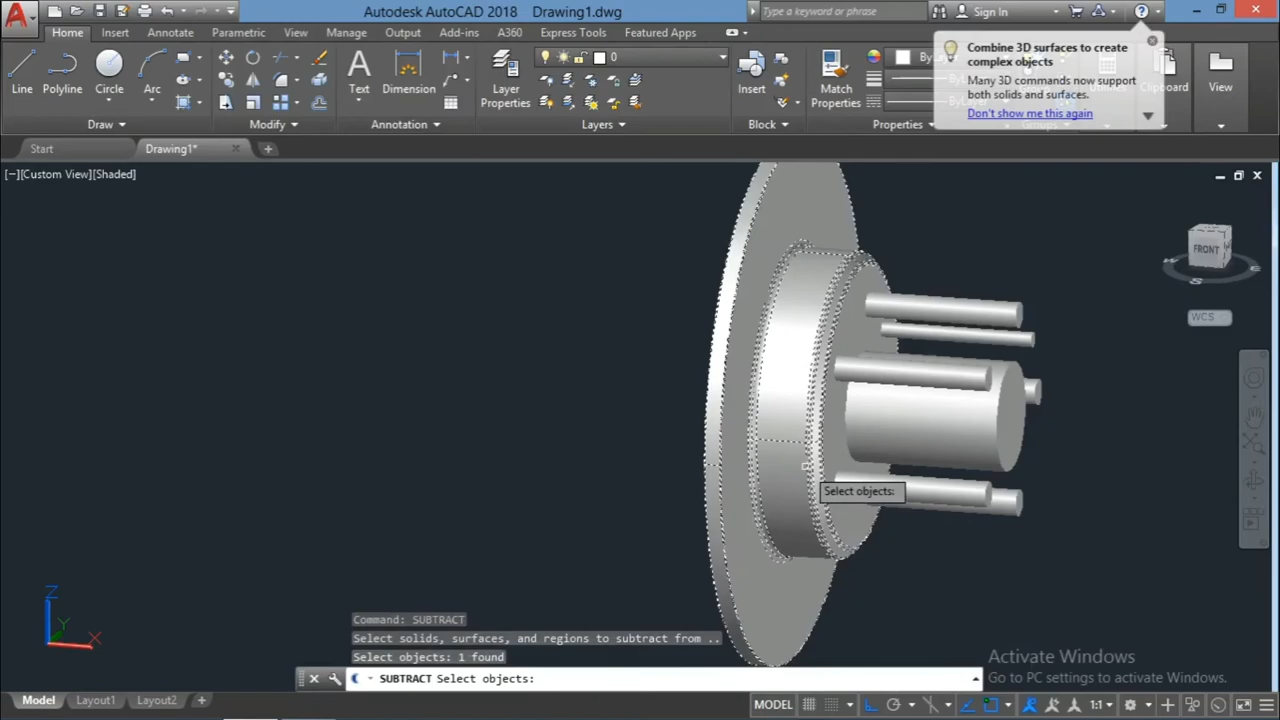 Autodesk AutoCAD 2018 Drawing1.dwg
Type a keyword or phrase
Sign In
Home Insert Annotate Parametric View Manage Output Add-ins A360 Express Tools Featured Apps
Line
Polyline
Circle
Arc
Text
Dimension
Layer
Properties
0
Insert
Match
Properties
Clipboard
View
Draw
Modify
Annotation
Layers
Block
Properties
Combine 3D surfaces to create
complex objects
Many 3D commands now support
both solids and surfaces.
Don't show me this again
Start
Drawing1*
[−][Custom View][Shaded]
FRONT
S
WCS
Select objects:
Z
Y
X
Command: SUBTRACT
Select solids, surfaces, and regions to subtract from ..
Select objects: 1 found
SUBTRACT Select objects:
Activate Windows
Go to PC settings to activate Windows.
Model Layout1 Layout2
MODEL
1:1